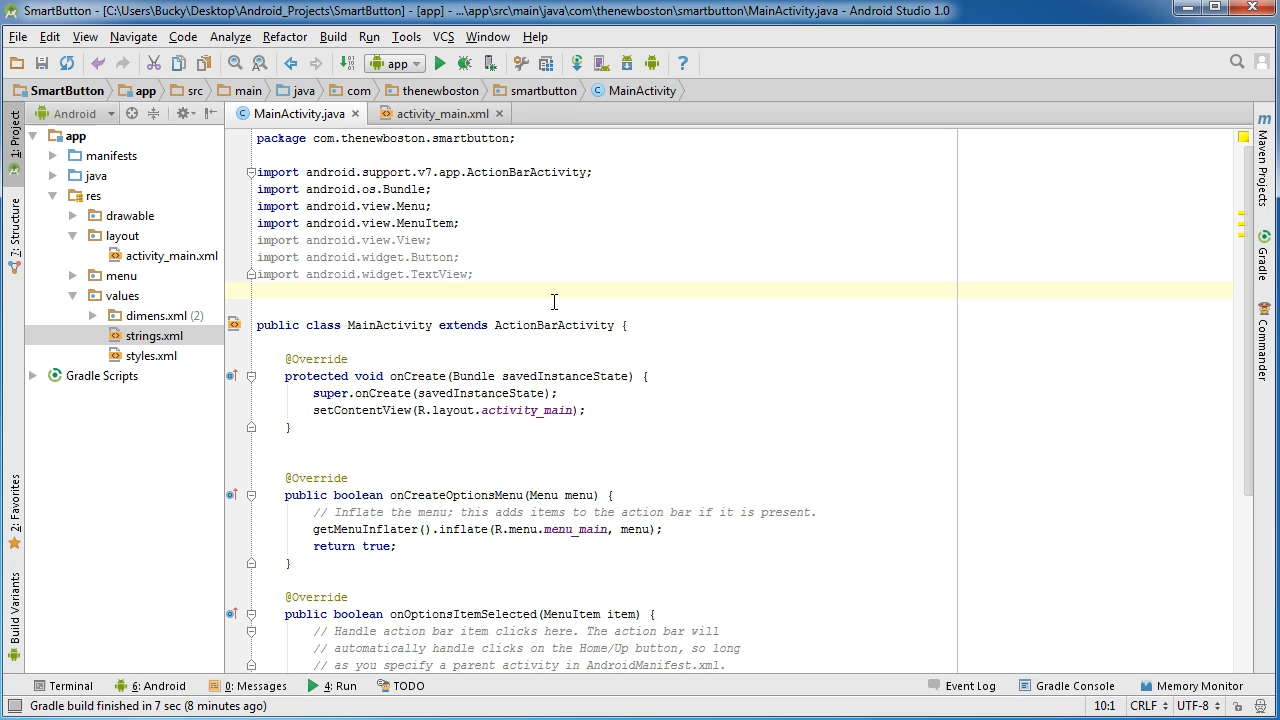 SmartButton - [C:\Users\Bucky\Desktop\Android_Projects\SmartButton] - [app] - ...\app\src\main\java\com\thenewboston\smartbutton\MainActivity.java - Android Studio 1.0
File Edit View Navigate Code Analyze Refactor Build Run Tools VCS Window Help
app
SmartButton app src main java com thenewboston smartbutton MainActivity
Android MainActivity.java activity_main.xml
1: Project
7: Structure
2: Favorites
Build Variants
app
manifests
java
res
drawable
layout
activity_main.xml
menu
values
dimens.xml (2)
strings.xml
styles.xml
Gradle Scripts
package com.thenewboston.smartbutton;
import android.support.v7.app.ActionBarActivity;
import android.os.Bundle;
import android.view.Menu;
import android.view.MenuItem;
import android.view.View;
import android.widget.Button;
import android.widget.TextView;
public class MainActivity extends ActionBarActivity {
@Override
protected void onCreate(Bundle savedInstanceState) {
super.onCreate(savedInstanceState);
setContentView(R.layout.activity_main);
}
@Override
public boolean onCreateOptionsMenu(Menu menu) {
// Inflate the menu; this adds items to the action bar if it is present.
getMenuInflater().inflate(R.menu.menu_main, menu);
return true;
}
@Override
public boolean onOptionsItemSelected(MenuItem item) {
// Handle action bar item clicks here. The action bar will
// automatically handle clicks on the Home/Up button, so long
// as you specify a parent activity in AndroidManifest.xml.
m Maven Projects
Gradle
Commander
Terminal 6: Android 0: Messages 4: Run TODO Event Log Gradle Console Memory Monitor
Gradle build finished in 7 sec (8 minutes ago) 10:1 CRLF UTF-8